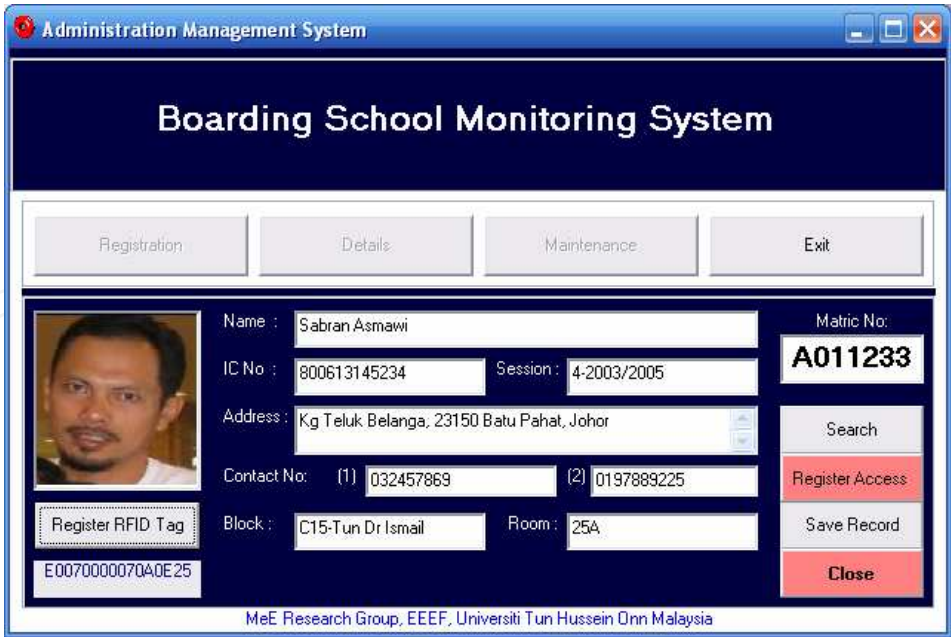 Administration Management System
Boarding School Monitoring System
Registration Details Maintenance Exit
Name : Sabran Asmawi
Matric No:
A011233
IC No : 800613145234 Session : 4-2003/2005
Address : Kg Teluk Belanga, 23150 Batu Pahat, Johor
Search
Contact No: (1) 032457869 (2) 0197889225
Register Access
Register RFID Tag
Block : C15-Tun Dr Ismail Room : 25A
Save Record
E0070000070A0E25
Close
MeE Research Group, EEEF, Universiti Tun Hussein Onn Malaysia